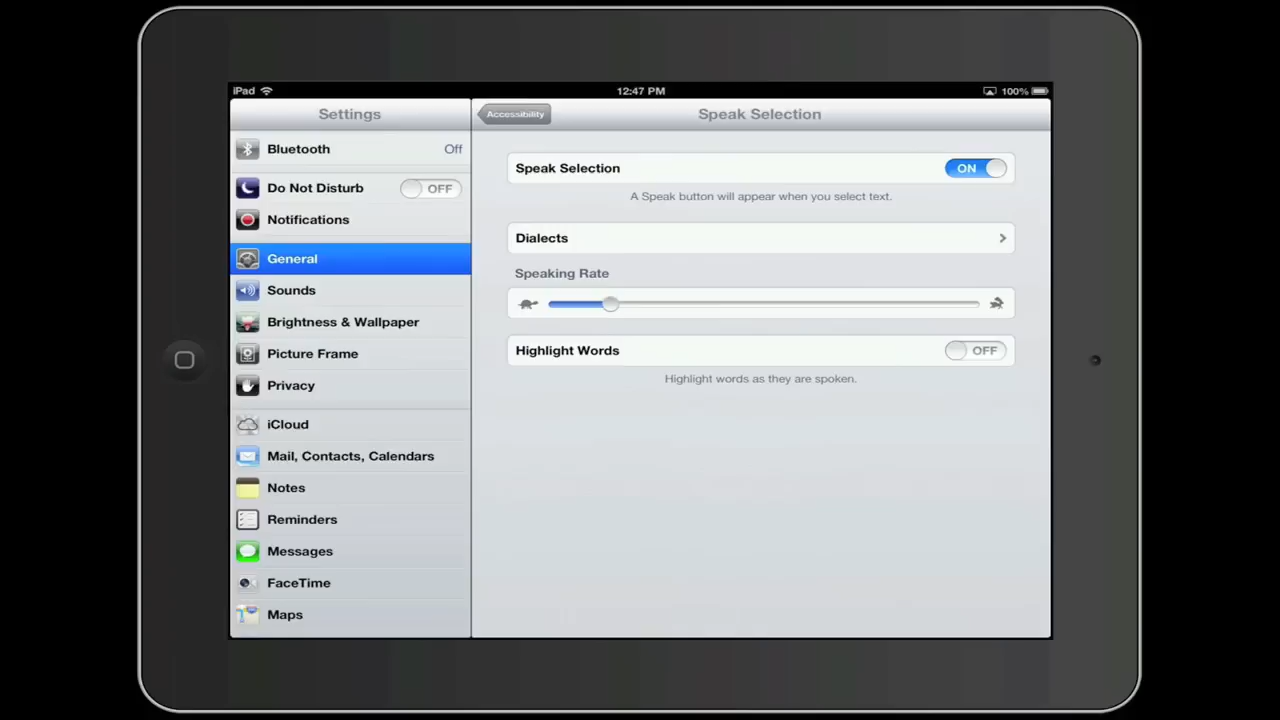 iPad 12:47 PM 100%
Settings
Accessibility Speak Selection
Bluetooth Off
Do Not Disturb OFF
Notifications
General
Sounds
Brightness & Wallpaper
Picture Frame
Privacy
iCloud
Mail, Contacts, Calendars
Notes
Reminders
Messages
FaceTime
Maps
Speak Selection ON
A Speak button will appear when you select text.
Dialects
Speaking Rate
Highlight Words OFF
Highlight words as they are spoken.